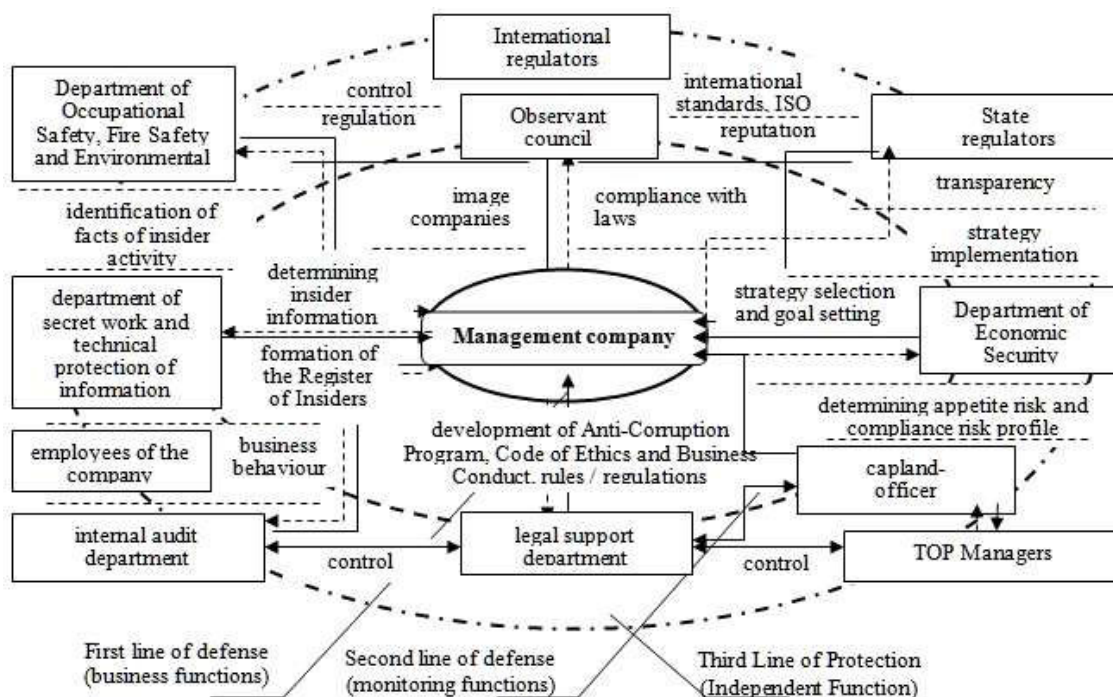 International
regulators
Department of
Occupational
Safety, Fire Safety
and Environmental
control
regulation
Observant
council
international
standards, ISO
reputation
State
regulators
identification of
facts of insider
activity
image
companies
compliance with
laws
transparency
strategy
implementation
department of
secret work and
technical
protection of
information
determining
insider
information
formation of
the Register
of Insiders
Management company
strategy selection
and goal setting
Department of
Economic
Security
employees of the
company
business
behaviour
development of Anti-Corruption
Program, Code of Ethics and Business
Conduct, rules / regulations
determining appetite risk and
compliance risk profile
capland-
officer
internal audit
department
control
legal support
department
control
TOP Managers
First line of defense
(business functions)
Second line of defense
(monitoring functions)
Third Line of Protection
(Independent Function)